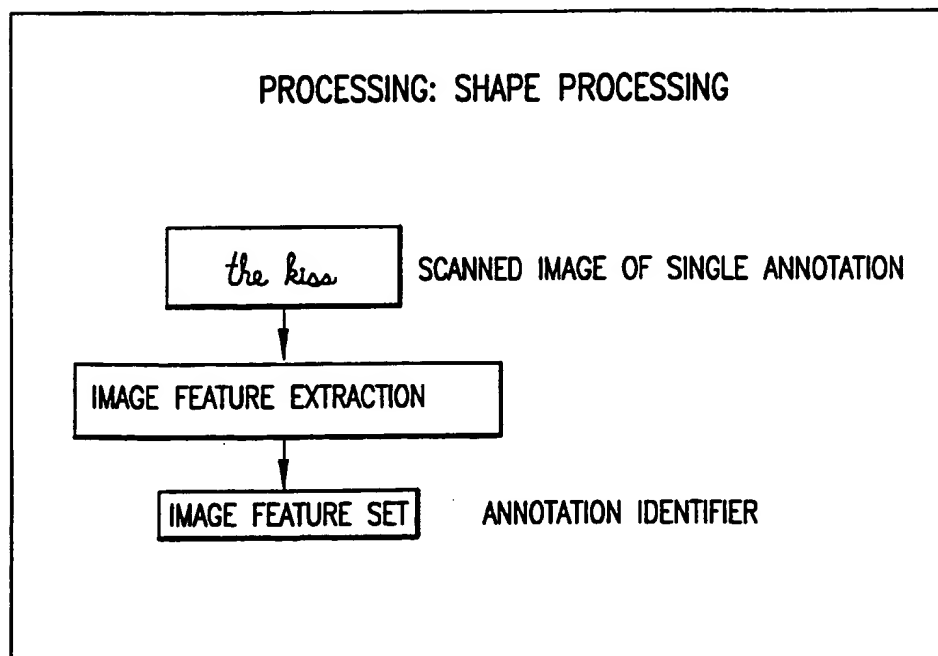 PROCESSING: SHAPE PROCESSING
the kiss SCANNED IMAGE OF SINGLE ANNOTATION
IMAGE FEATURE EXTRACTION
IMAGE FEATURE SET ANNOTATION IDENTIFIER